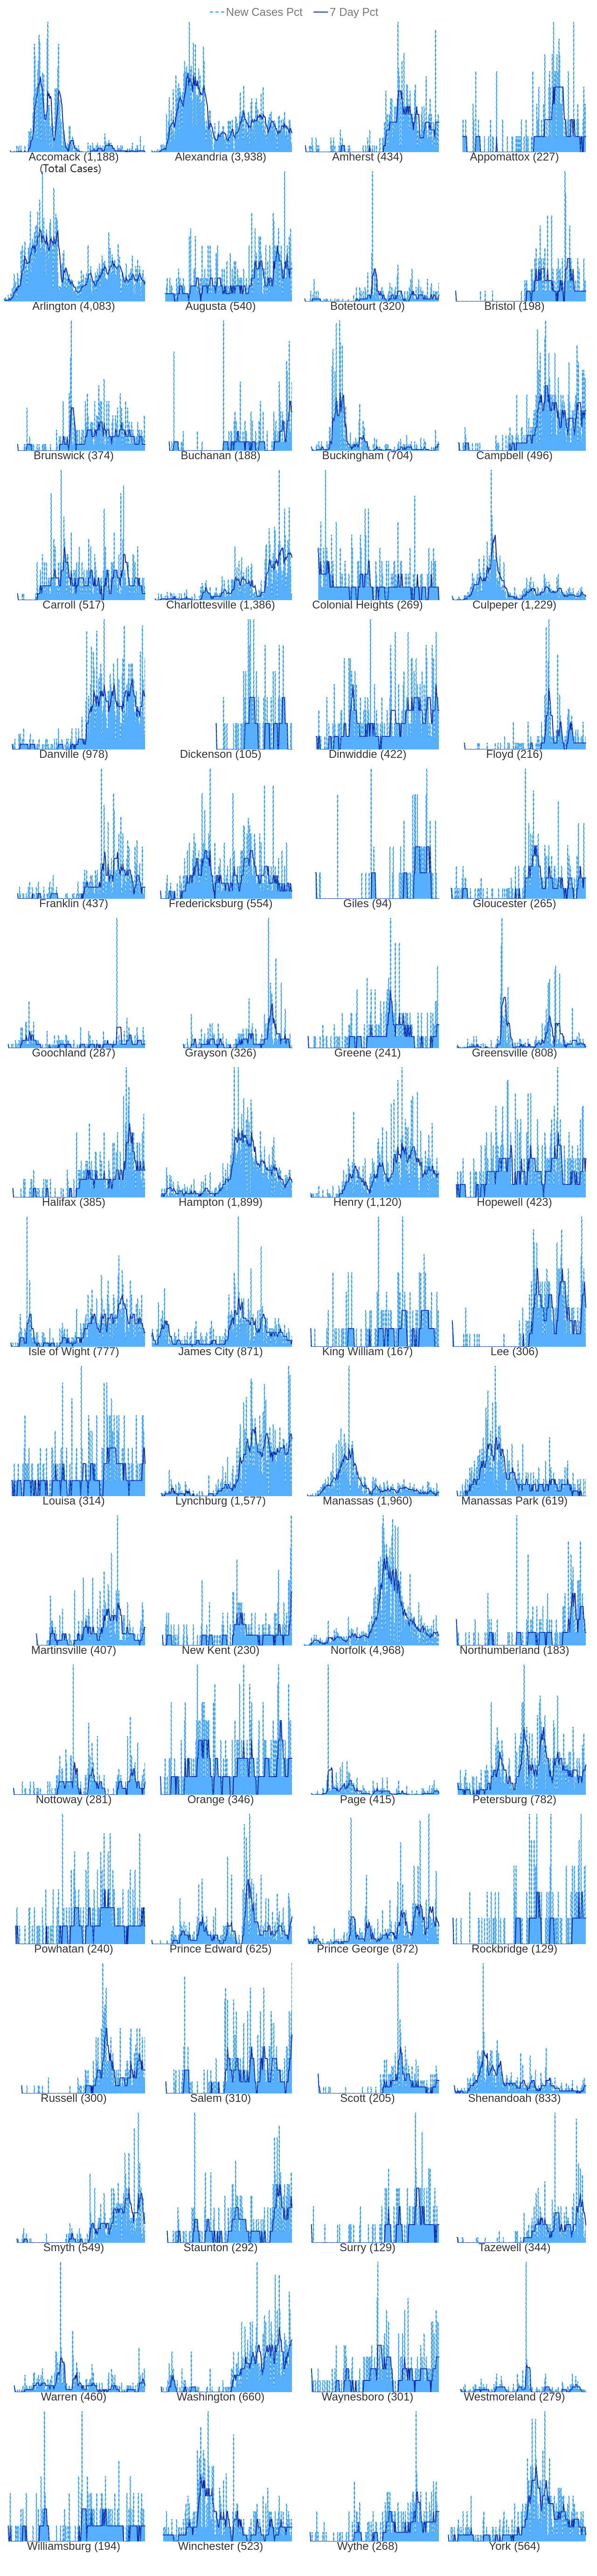 New Cases Pct 7 Day Pct
Accomack (1,188) Alexandria (3,938) Amherst (434) Appomattox (227)
(Total Cases)
Arlington (4,083) Augusta (540) Botetourt (320) Bristol (198)
Brunswick (374) Buchanan (188) Buckingham (704) Campbell (496)
Carroll (517) Charlottesville (1,386) Colonial Heights (269) Culpeper (1,229)
Danville (978) Dickenson (105) Dinwiddie (422) Floyd (216)
Franklin (437) Fredericksburg (554) Giles (94) Gloucester (265)
Goochland (287) Grayson (326) Greene (241) Greensville (808)
Halifax (385) Hampton (1,899) Henry (1,120) Hopewell (423)
Isle of Wight (777) James City (871) King William (167) Lee (306)
Louisa (314) Lynchburg (1,577) Manassas (1,960) Manassas Park (619)
Martinsville (407) New Kent (230) Norfolk (4,968) Northumberland (183)
Nottoway (281) Orange (346) Page (415) Petersburg (782)
Powhatan (240) Prince Edward (625) Prince George (872) Rockbridge (129)
Russell (300) Salem (310) Scott (205) Shenandoah (833)
Smyth (549) Staunton (292) Surry (129) Tazewell (344)
Warren (460) Washington (660) Waynesboro (301) Westmoreland (279)
Williamsburg (194) Winchester (523) Wythe (268) York (564)